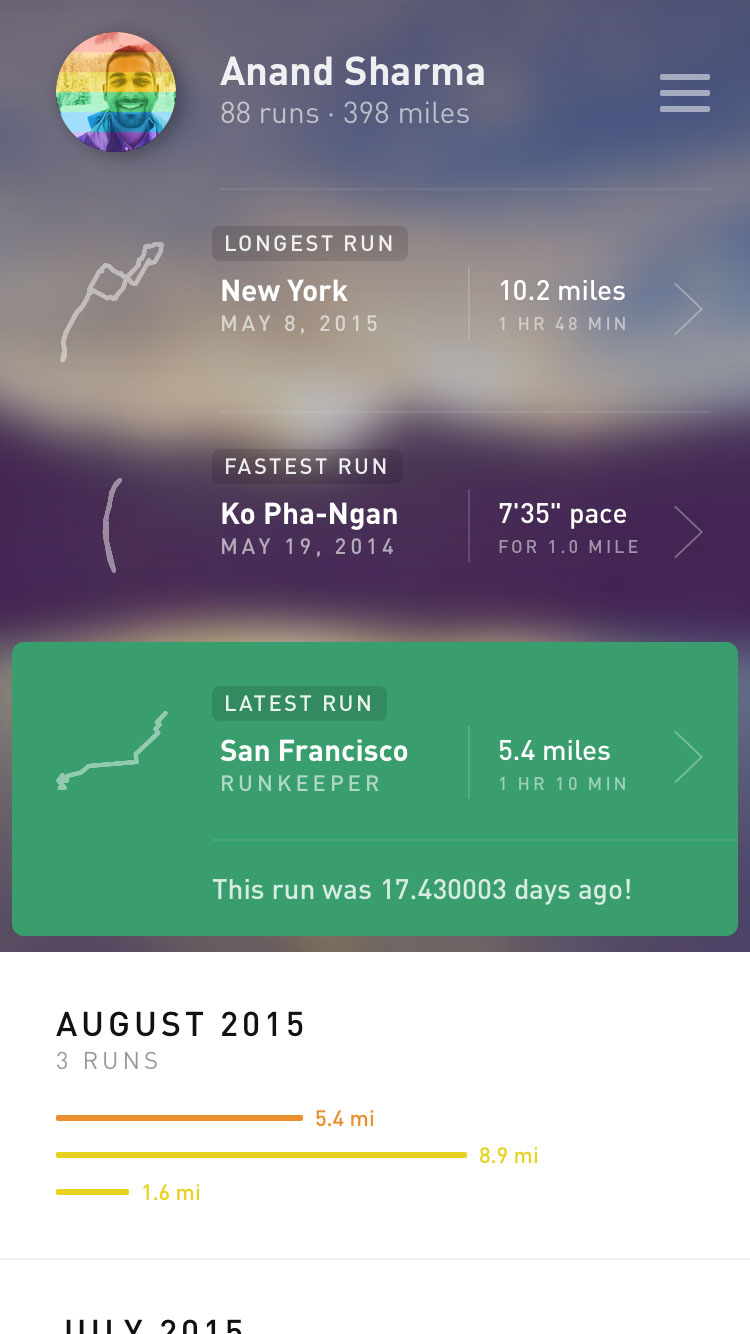 Anand Sharma
88 runs · 398 miles
LONGEST RUN
New York
MAY 8, 2015
10.2 miles
1 HR 48 MIN
FASTEST RUN
Ko Pha-Ngan
MAY 19, 2014
7'35" pace
FOR 1.0 MILE
LATEST RUN
San Francisco
RUNKEEPER
5.4 miles
1 HR 10 MIN
This run was 17.430003 days ago!
AUGUST 2015
3 RUNS
5.4 mi
8.9 mi
1.6 mi
JULY 2015